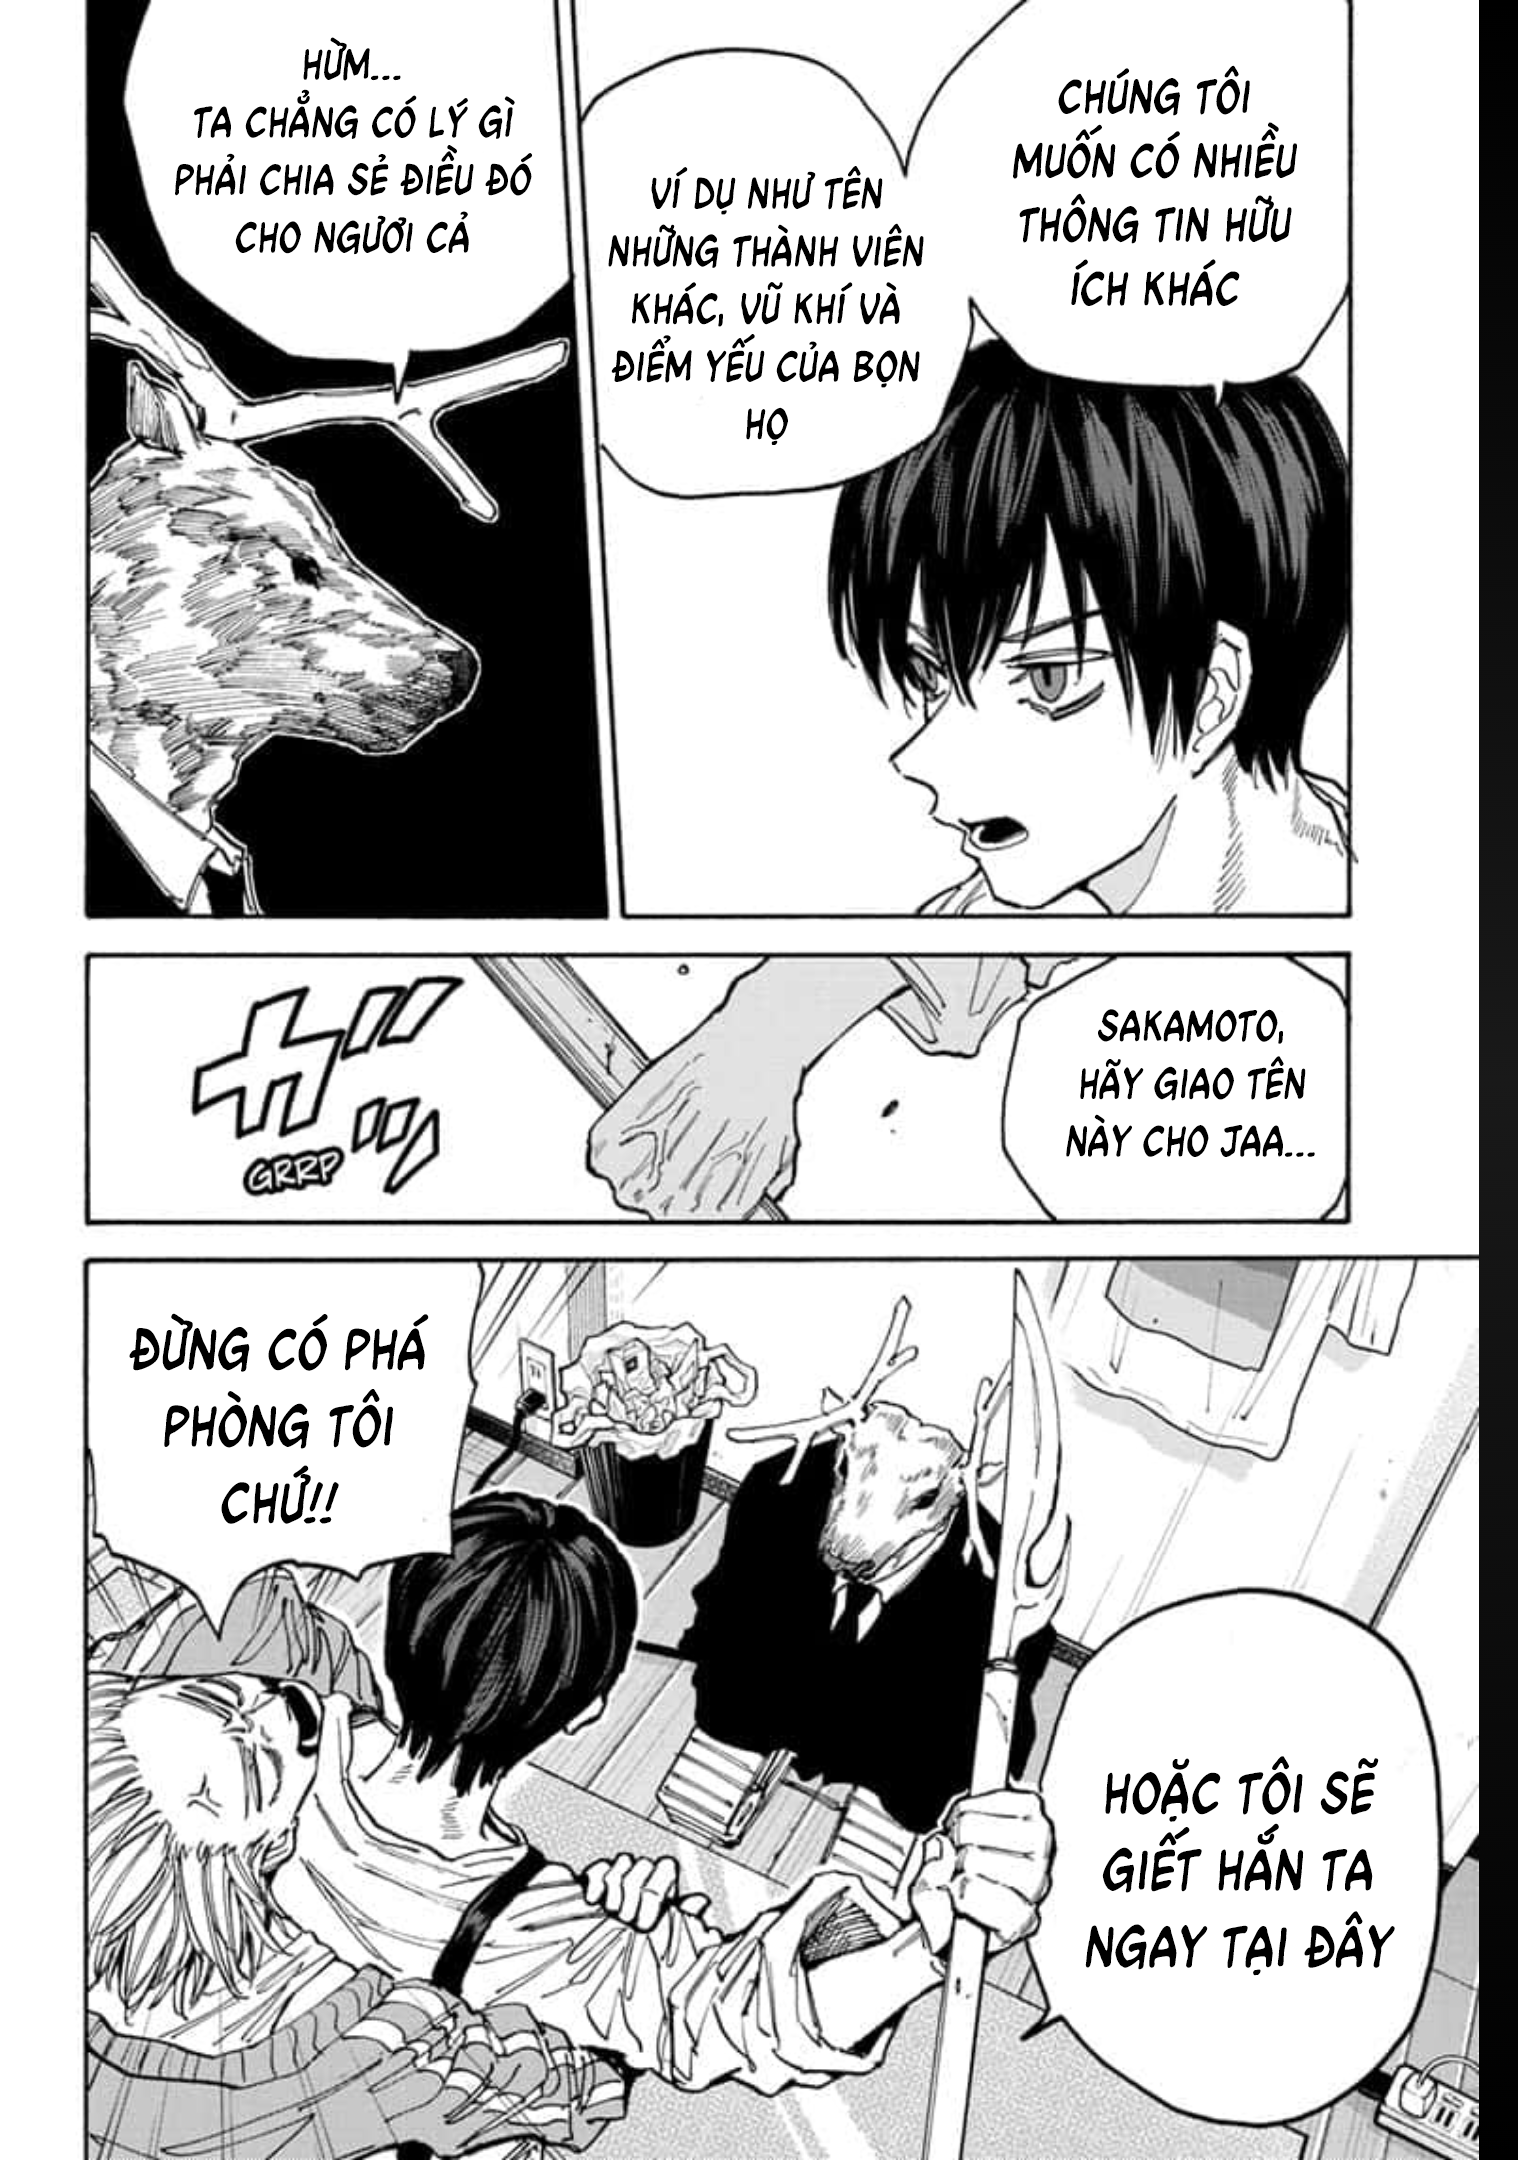 CHÚNG TÔI
MUỐN CÓ NHIỀU
THÔNG TIN HỮU
ÍCH KHÁC
VÍ DỤ NHƯ TÊN
NHỮNG THÀNH VIÊN
KHÁC, VŨ KHÍ VÀ
ĐIỂM YẾU CỦA BỌN
HỌ
HỪM...
TA CHẲNG CÓ LÝ GÌ
PHẢI CHIA SẺ ĐIỀU ĐÓ
CHO NGƯƠI CẢ
SAKAMOTO,
HÃY GIAO TÊN
NÀY CHO JAA...
ガッ
GRRP
ĐỪNG CÓ PHÁ
PHÒNG TÔI
CHỨ!!
HOẶC TÔI SẼ
GIẾT HẮN TA
NGAY TẠI ĐÂY